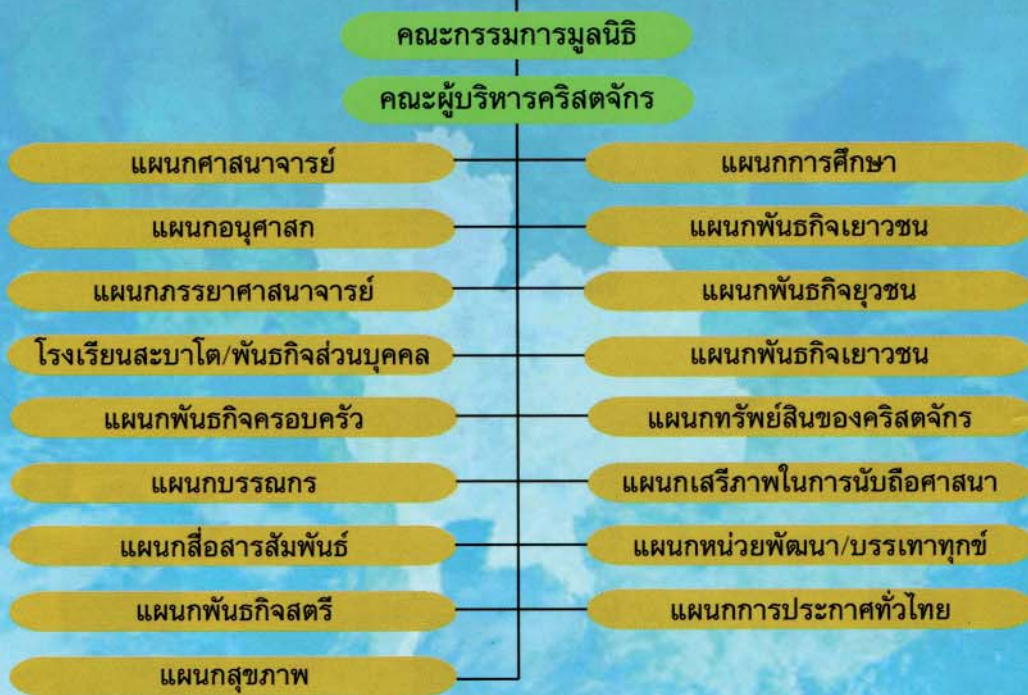 คณะกรรมการมูลนิธิ
คณะผู้บริหารคริสตจักร
แผนกศาสนาจารย์
แผนกการศึกษา
แผนกอนุศาสก
แผนกพันธกิจเยาวชน
แผนกภรรยาศาสนาจารย์
แผนกพันธกิจยุวชน
โรงเรียนสะบาโต/พันธกิจส่วนบุคคล
แผนกพันธกิจเยาวชน
แผนกพันธกิจครอบครัว
แผนกทรัพย์สินของคริสตจักร
แผนกบรรณกร
แผนกเสรีภาพในการนับถือศาสนา
แผนกสื่อสารสัมพันธ์
แผนกหน่วยพัฒนา/บรรเทาทุกข์
แผนกพันธกิจสตรี
แผนกการประกาศทั่วไทย
แผนกสุขภาพ